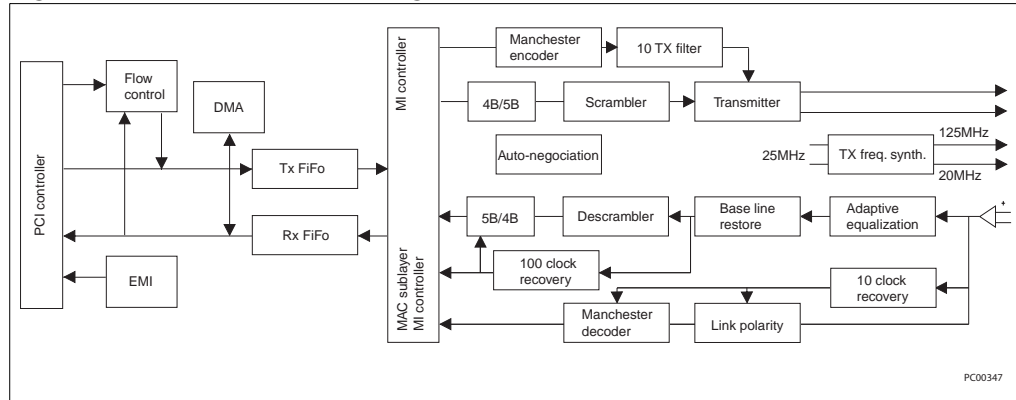 PCI controller
Flow
control
DMA
Tx FiFo
Rx FiFo
EMI
MI controller
MAC sublayer
MI controller
Manchester
encoder
10 TX filter
4B/5B
Scrambler
Transmitter
Auto-negociation
25MHz
TX freq. synth.
125MHz
20MHz
5B/4B
Descrambler
Base line
restore
Adaptive
equalization
+
100 clock
recovery
10 clock
recovery
Manchester
decoder
Link polarity
PC00347